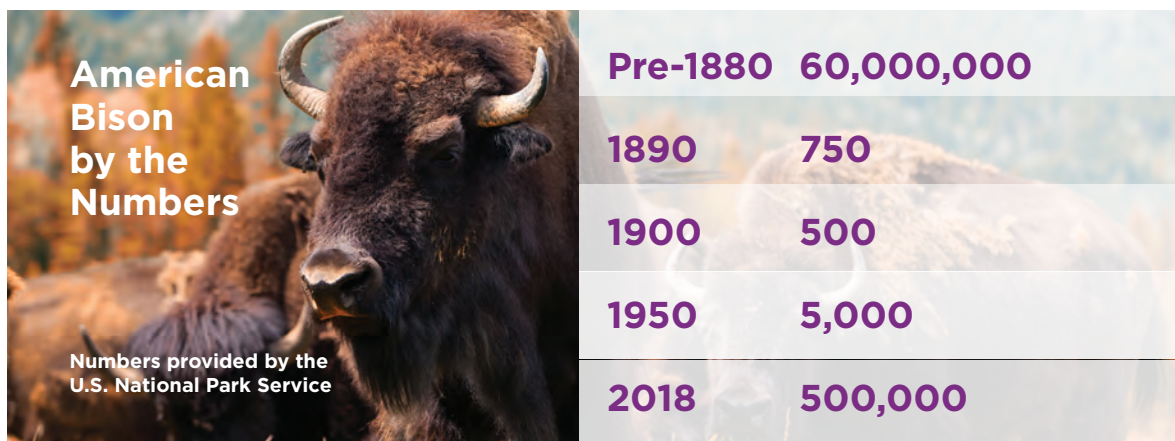 American
Bison
by the
Numbers
Numbers provided by the
U.S. National Park Service
Pre-1880 60,000,000
1890 750
1900 500
1950 5,000
2018 500,000